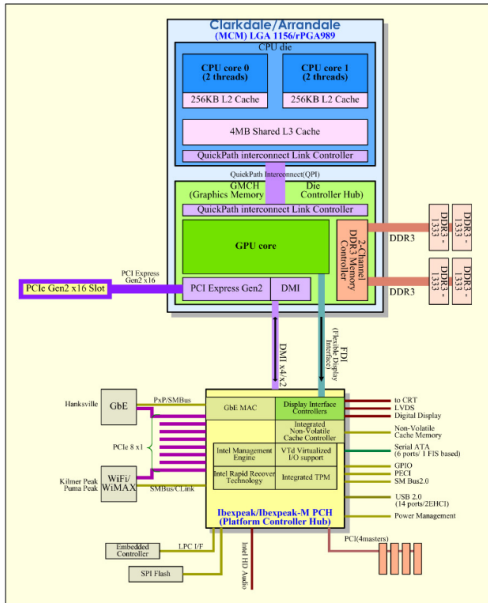 Clarkdale/Arrandale
(MCM) LGA 1156/rPGA989
CPU die
CPU core 0
(2 threads)
CPU core 1
(2 threads)
256KB L2 Cache
256KB L2 Cache
4MB Shared L3 Cache
QuickPath interconnect Link Controller
QuickPath Interconnect(QPI)
GMCH
(Graphics Memory
Die
Controller Hub)
QuickPath interconnect Link Controller
GPU core
2-Channel
DDR3 Memory
Controller
DDR3
DDR3 -
1333
DDR3 -
1333
DDR3
DDR3 -
1333
DDR3 -
1333
PCI Express
Gen2 x16
PCIe Gen2 x16 Slot
PCI Express Gen2
DMI
DMI x4/x2
FDI
(Flexible Display
Interface)
Hanksville
GbE
PxP/SMBus
PCIe 8 x1
Kilmer Peak
Puma Peak
WiFi/
WiMAX
SMBus/CLink
GbE MAC
Display Interface
Controllers
Integrated
Non-Volatile
Cache Controller
Intel Management
Engine
VTd Virtualized
I/O support
Intel Rapid Recover
Technology
Integrated TPM
Ibexpeak/Ibexpeak-M PCH
(Platform Controller Hub)
to CRT
LVDS
Digital Display
Non-Volatile
Cache Memory
Serial ATA
(6 ports/ 1 FIS based)
GPIO
PECI
SM Bus2.0
USB 2.0
(14 ports/2EHCI)
Power Management
LPC I/F
Embedded
Controller
SPI Flash
Intel HD Audio
PCI(4masters)